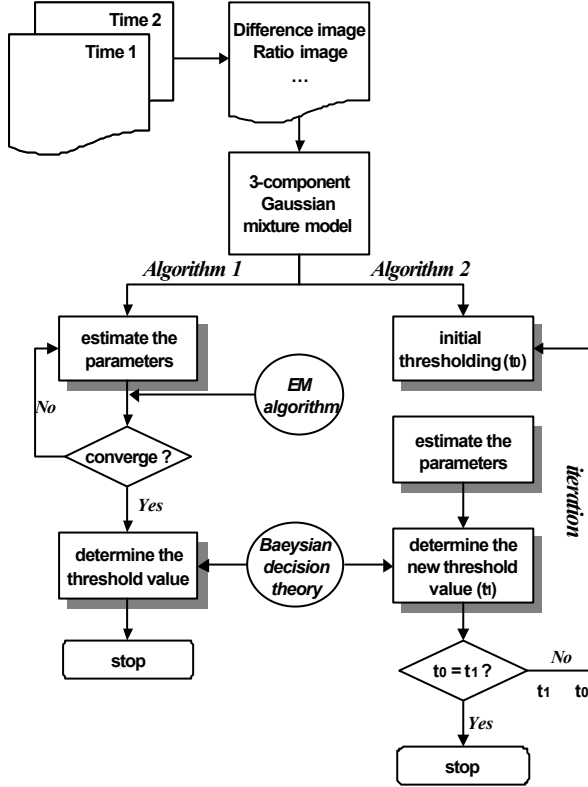 Time 2
Time 1
Difference image
Ratio image
...
3-component
Gaussian
mixture model
Algorithm 1
Algorithm 2
estimate the
parameters
initial
thresholding (t0)
No
EM
algorithm
estimate the
parameters
iteration
converge ?
Yes
determine the
threshold value
Baeysian
decision
theory
determine the
new threshold
value (t1)
stop
t0 = t1 ?
No
t1 t0
Yes
stop